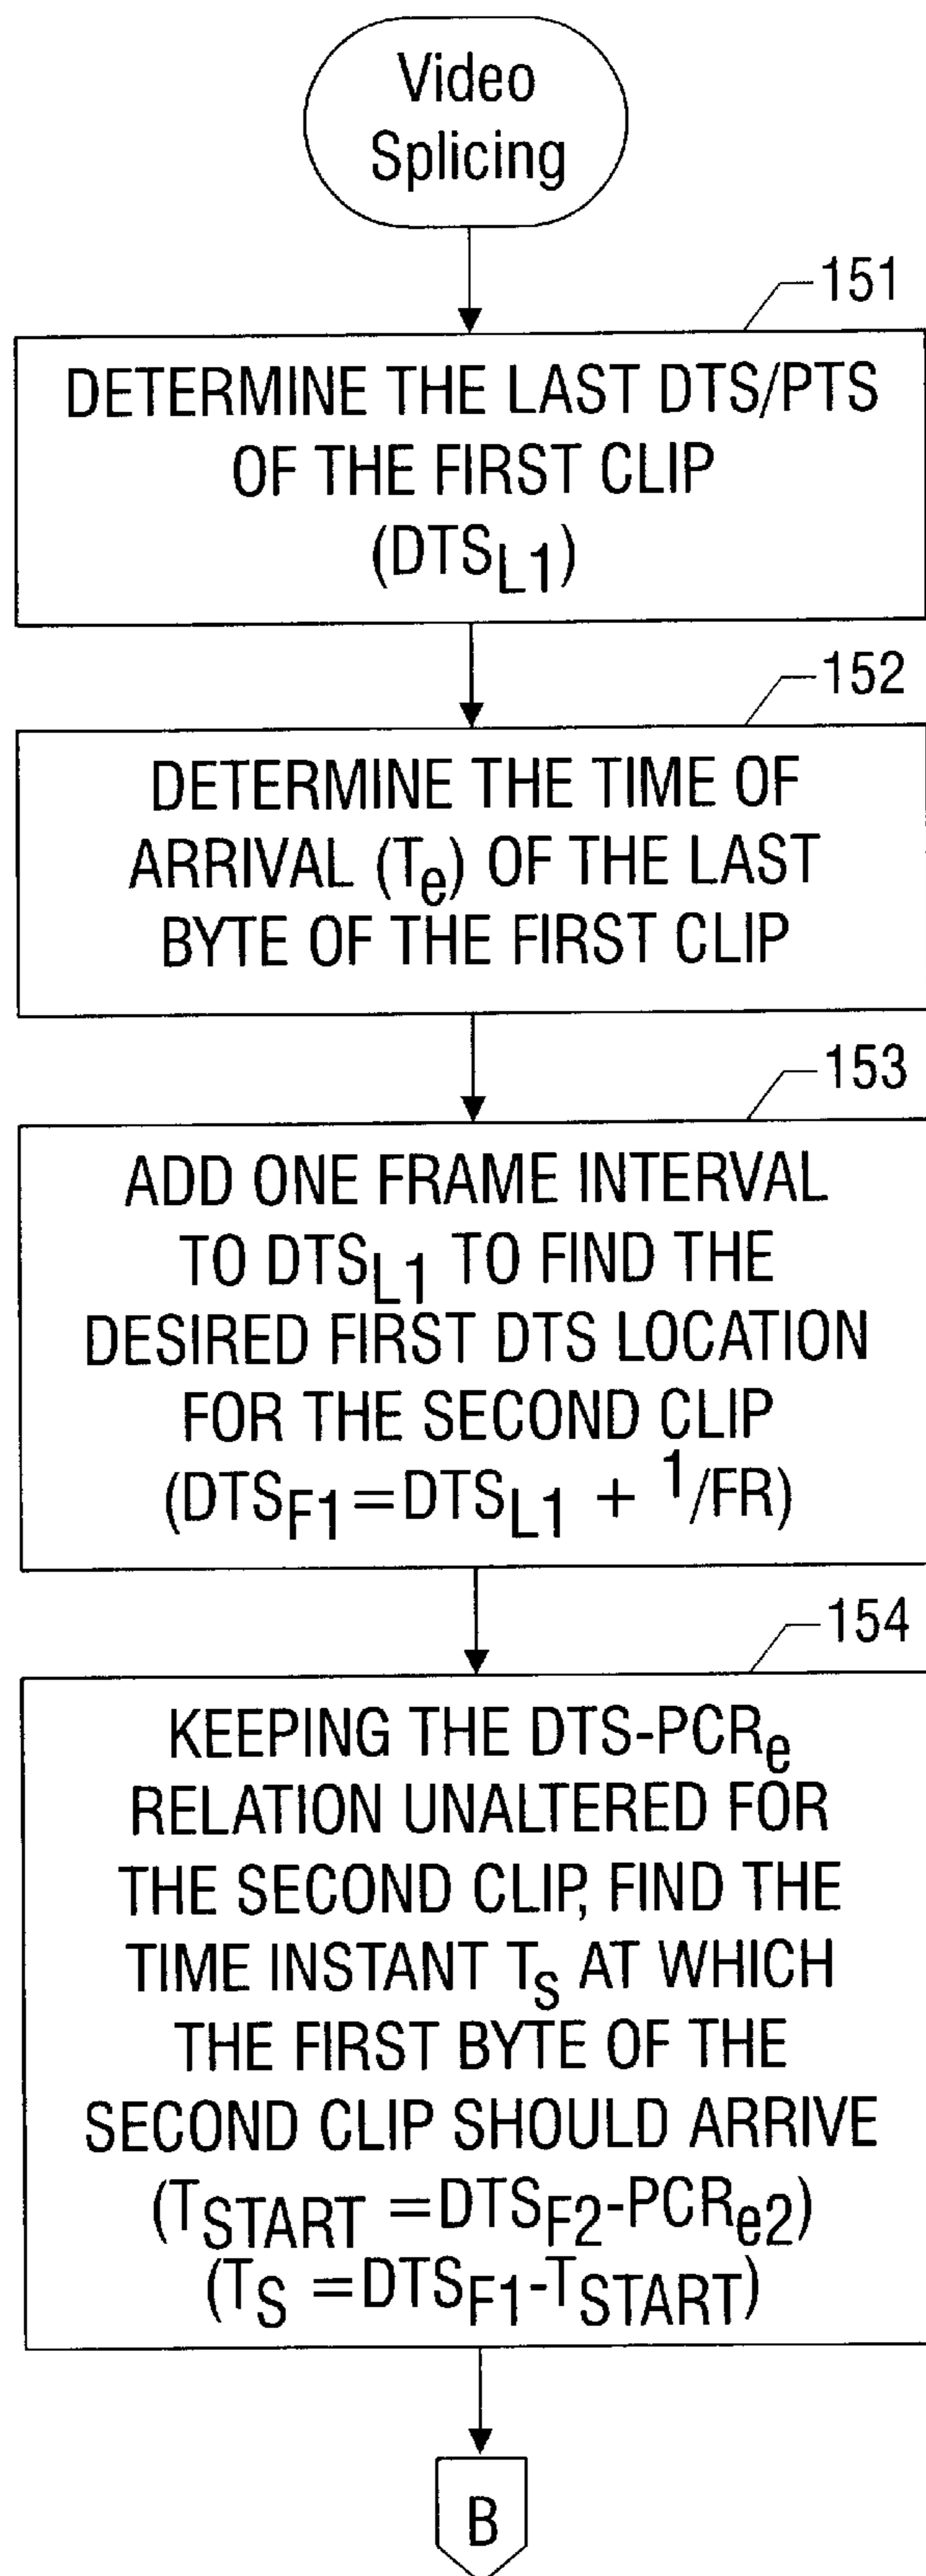 Video
Splicing
151
DETERMINE THE LAST DTS/PTS
OF THE FIRST CLIP
(DTSL1)
152
DETERMINE THE TIME OF
ARRIVAL (Te) OF THE LAST
BYTE OF THE FIRST CLIP
153
ADD ONE FRAME INTERVAL
TO DTSL1 TO FIND THE
DESIRED FIRST DTS LOCATION
FOR THE SECOND CLIP
(DTSF1=DTSL1 + 1/FR)
154
KEEPING THE DTS-PCRe
RELATION UNALTERED FOR
THE SECOND CLIP, FIND THE
TIME INSTANT Ts AT WHICH
THE FIRST BYTE OF THE
SECOND CLIP SHOULD ARRIVE
(TSTART =DTSF2-PCRe2)
(TS =DTSF1-TSTART)
B